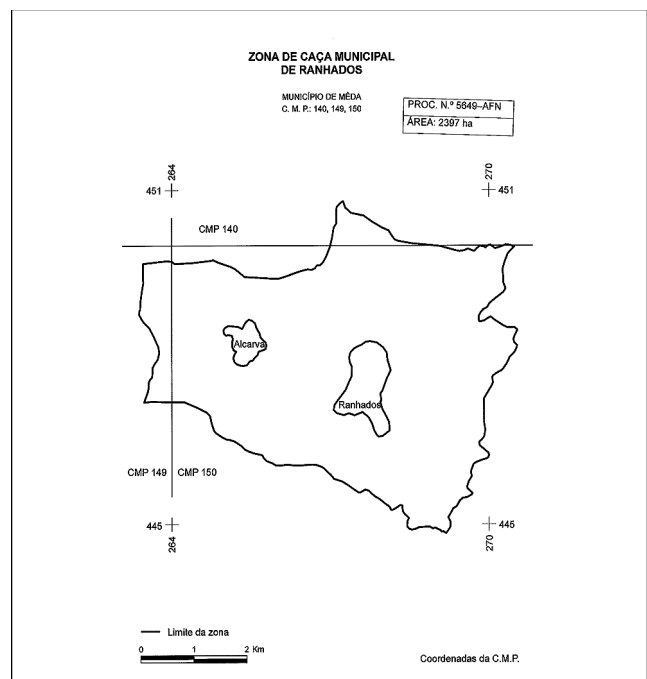 ZONA DE CAÇA MUNICIPAL
DE RANHADOS
MUNICÍPIO DE MÊDA
C. M. P.: 140, 149, 150
PROC. N.º 5649–AFN
ÁREA: 2397 ha
264
270
451
451
CMP 140
Alcarva
Ranhados
CMP 149
CMP 150
445
445
264
270
Limite da zona
0 1 2 Km
Coordenadas da C.M.P.